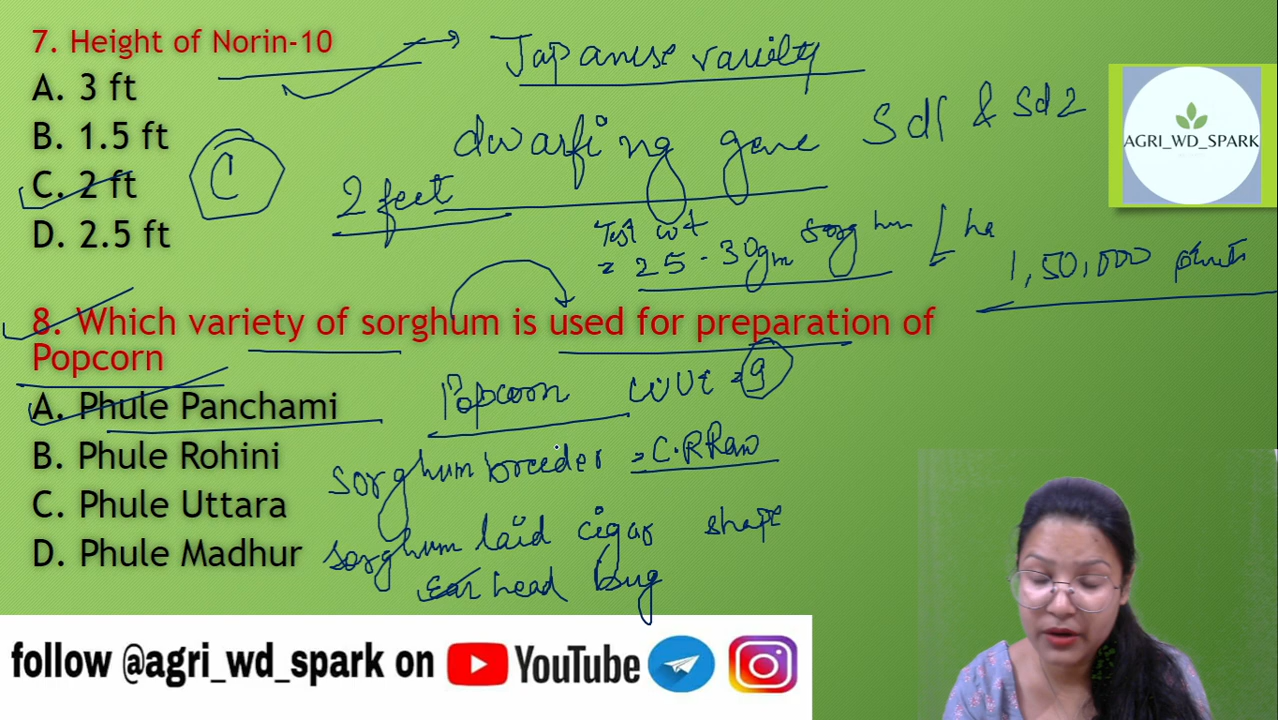 7. Height of Norin-10
Japanese variety
A. 3 ft
B. 1.5 ft
C. 2 ft
D. 2.5 ft
C
dwarfing gene Sd1 & Sd2
2 feet
AGRI_WD_SPARK
Test wt
= 25 - 30gm sorghum / ha
1,50,000 plants
8. Which variety of sorghum is used for preparation of
Popcorn
A. Phule Panchami
B. Phule Rohini
C. Phule Uttara
D. Phule Madhur
Popcorn = 9
sorghum breeder = C.R Rao
sorghum laid cigar shape
Ear head bug
follow @agri_wd_spark on YouTube